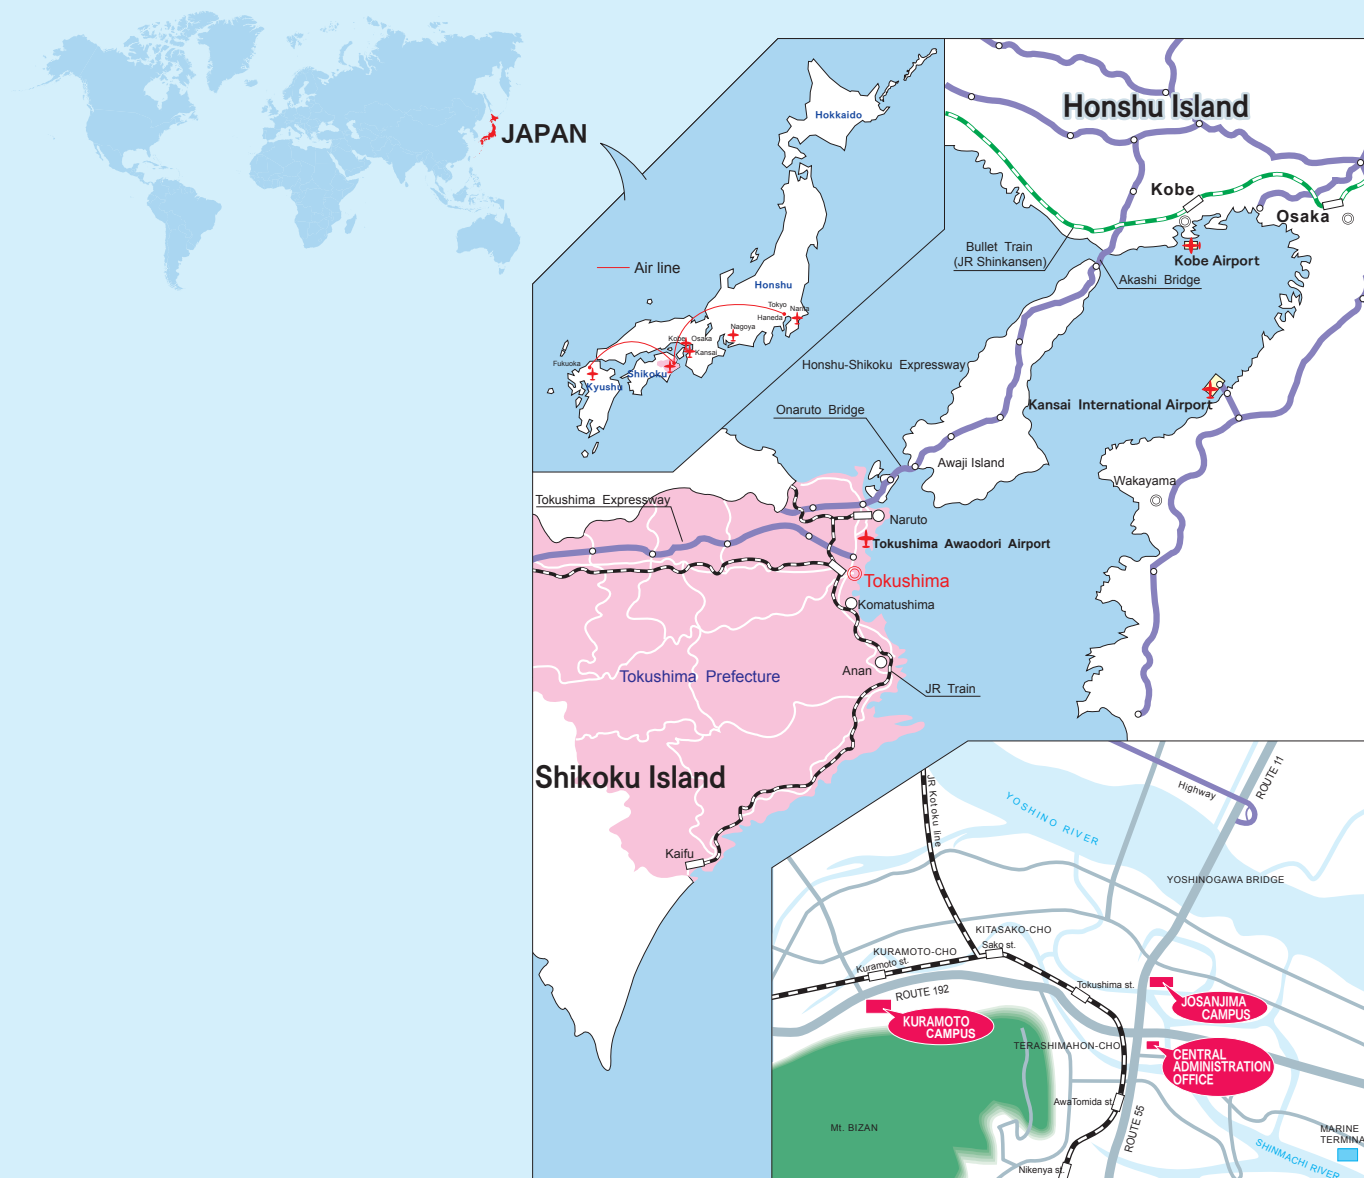 JAPAN
Hokkaido
Air line
Honshu
Tokyo
Narita
Haneda
Nagoya
Kobe
Osaka
Kansai
Fukuoka
Shikoku
Kyushu
Honshu Island
Kobe
Osaka
Bullet Train
(JR Shinkansen)
Kobe Airport
Akashi Bridge
Honshu-Shikoku Expressway
Kansai International Airport
Onaruto Bridge
Awaji Island
Wakayama
Tokushima Expressway
Naruto
Tokushima Awaodori Airport
Tokushima
Komatushima
Anan
Tokushima Prefecture
JR Train
Shikoku Island
Kaifu
JR Kotoku line
YOSHINO RIVER
Highway
ROUTE 11
YOSHINOGAWA BRIDGE
KITASAKO-CHO
Sako st.
KURAMOTO-CHO
Kuramoto st.
ROUTE 192
Tokushima st.
JOSANJIMA
CAMPUS
KURAMOTO
CAMPUS
TERASHIMAHON-CHO
CENTRAL
ADMINISTRATION
OFFICE
AwaTomida st.
Mt. BIZAN
ROUTE 55
MARINE
TERMINA
SHINMACHI RIVER
Nikenya st.